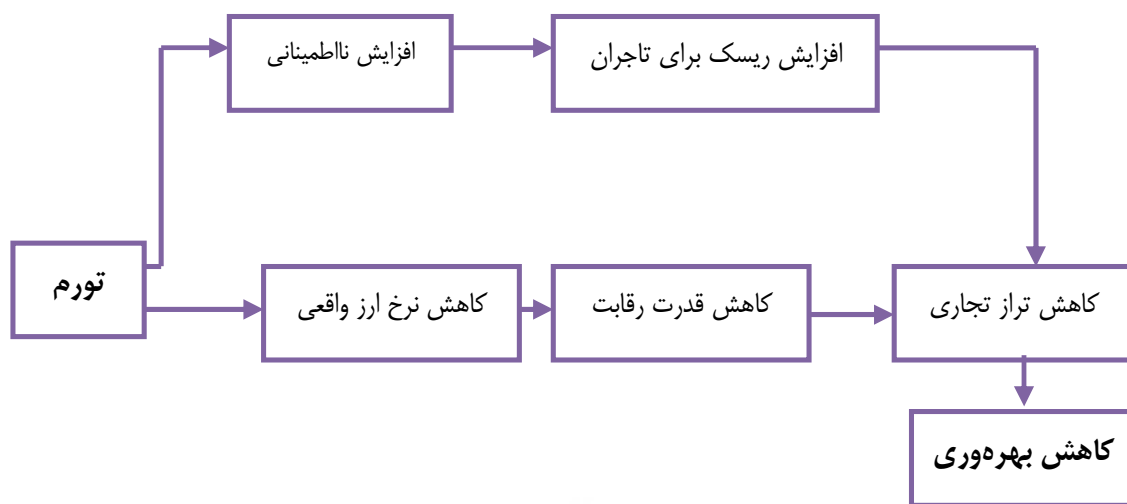 افزایش نااطمینانی
افزایش ریسک برای تاجران
تورم
کاهش نرخ ارز واقعی
کاهش قدرت رقابت
کاهش تراز تجاری
کاهش بهره‌وری